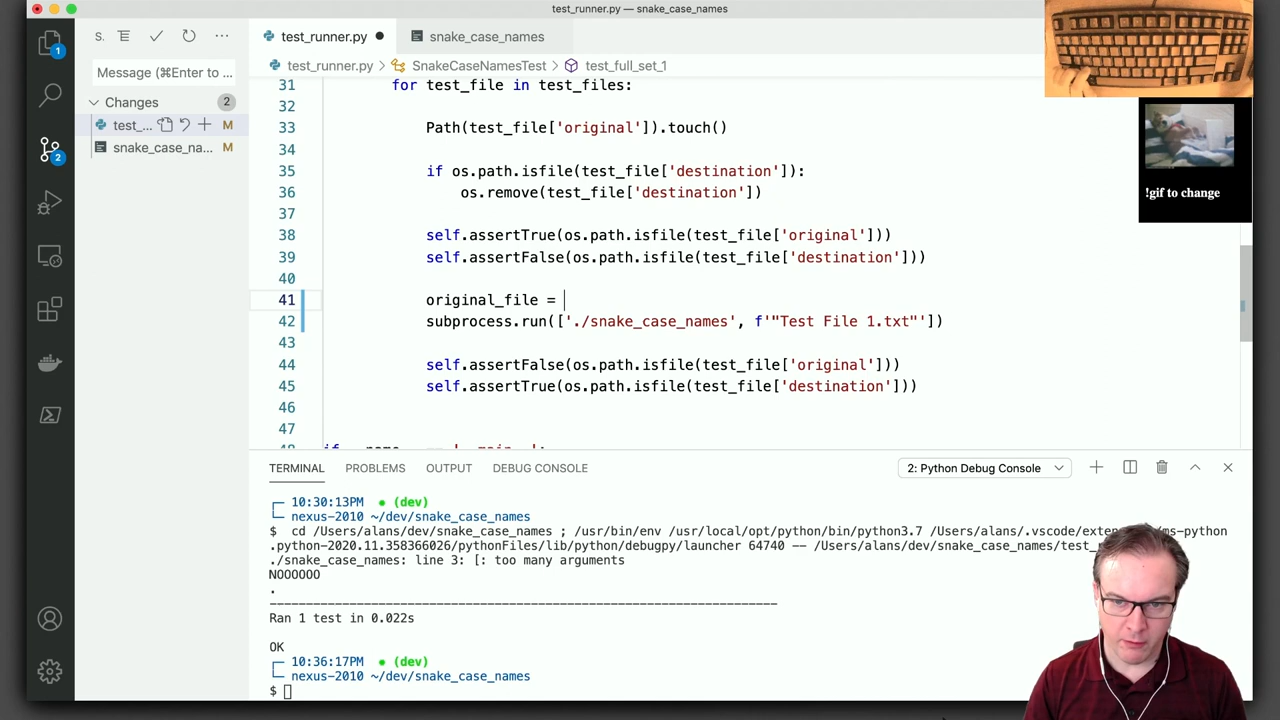 test_runner.py — snake_case_names
1
S.
test_runner.py
snake_case_names
Message (⌘Enter to ...
test_runner.py > SnakeCaseNamesTest > test_full_set_1
Changes
2
test_...
M
snake_case_na...
M
2
31 for test_file in test_files:
32
33 Path(test_file['original']).touch()
34
35 if os.path.isfile(test_file['destination']):
36 os.remove(test_file['destination'])
37
38 self.assertTrue(os.path.isfile(test_file['original']))
39 self.assertFalse(os.path.isfile(test_file['destination']))
40
41 original_file =
42 subprocess.run(['./snake_case_names', f'"Test File 1.txt"'])
43
44 self.assertFalse(os.path.isfile(test_file['original']))
45 self.assertTrue(os.path.isfile(test_file['destination']))
46
47
!gif to change
TERMINAL
PROBLEMS
OUTPUT
DEBUG CONSOLE
2: Python Debug Console
10:30:13PM ● (dev)
nexus-2010 ~/dev/snake_case_names
$ cd /Users/alans/dev/snake_case_names ; /usr/bin/env /usr/local/opt/python/bin/python3.7 /Users/alans/.vscode/exten ms-python
.python-2020.11.358366026/pythonFiles/lib/python/debugpy/launcher 64740 -- /Users/alans/dev/snake_case_names/test_
./snake_case_names: line 3: [: too many arguments
NOOOOOO
.
----------------------------------------------------------------------
Ran 1 test in 0.022s
OK
10:36:17PM ● (dev)
nexus-2010 ~/dev/snake_case_names
$